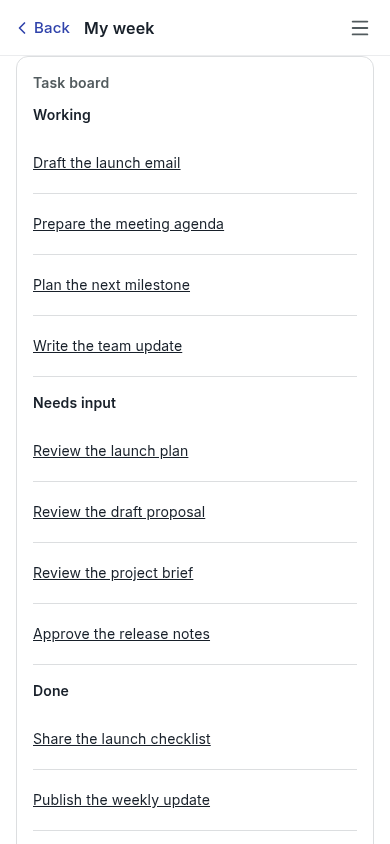 Back My week
Task board
Working
Draft the launch email
Prepare the meeting agenda
Plan the next milestone
Write the team update
Needs input
Review the launch plan
Review the draft proposal
Review the project brief
Approve the release notes
Done
Share the launch checklist
Publish the weekly update